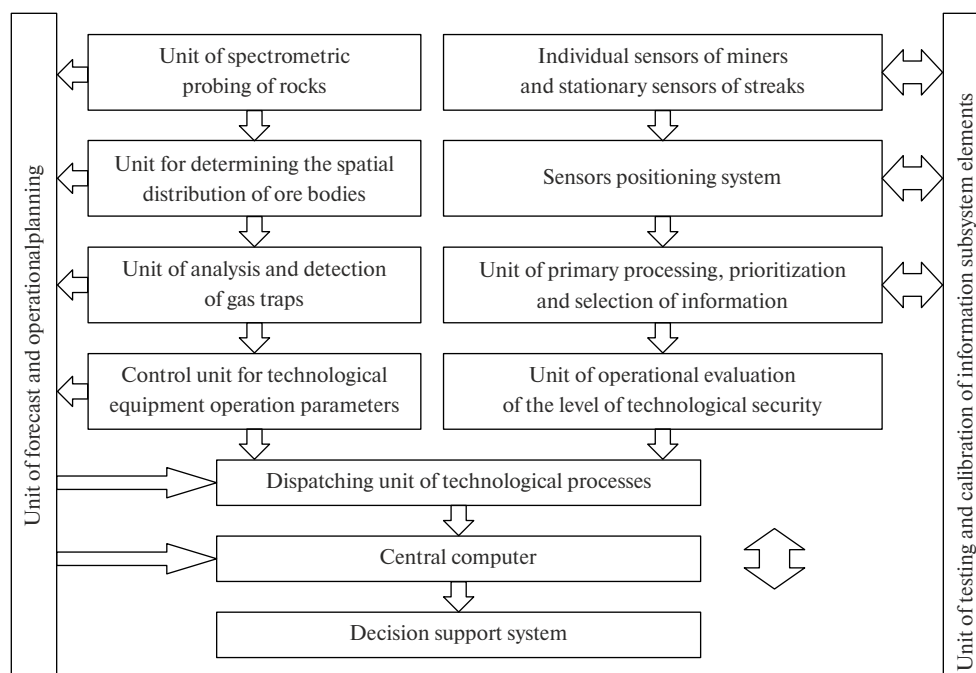 Unit of forecast and operationalplanning
Unit of spectrometric
probing of rocks
Unit for determining the spatial
distribution of ore bodies
Unit of analysis and detection
of gas traps
Control unit for technological
equipment operation parameters
Individual sensors of miners
and stationary sensors of streaks
Sensors positioning system
Unit of primary processing, prioritization
and selection of information
Unit of operational evaluation
of the level of technological security
Dispatching unit of technological processes
Central computer
Decision support system
Unit of testing and calibration of information subsystem elements